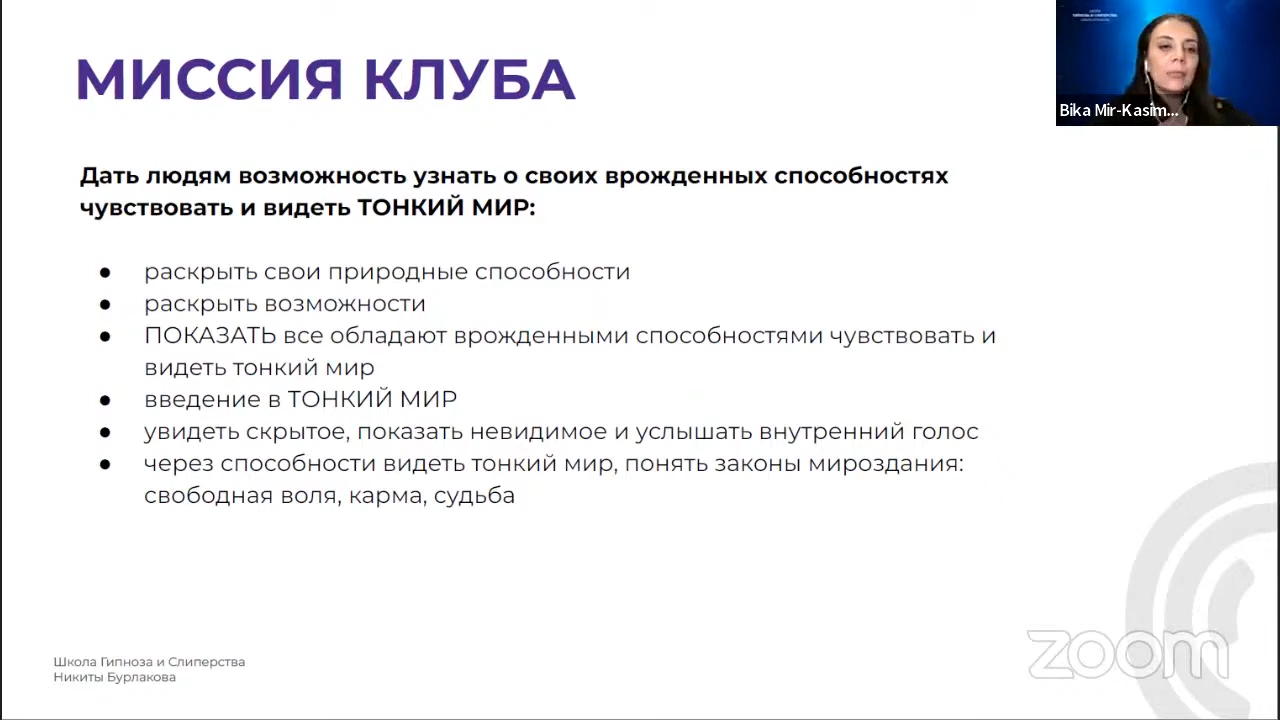 МИССИЯ КЛУБА
Bika Mir-Kasim...
Дать людям возможность узнать о своих врожденных способностях
чувствовать и видеть ТОНКИЙ МИР:
● раскрыть свои природные способности
● раскрыть возможности
● ПОКАЗАТЬ все обладают врожденными способностями чувствовать и
видеть тонкий мир
● введение в ТОНКИЙ МИР
● увидеть скрытое, показать невидимое и услышать внутренний голос
● через способности видеть тонкий мир, понять законы мироздания:
свободная воля, карма, судьба
Школа Гипноза и Слиперства
Никиты Бурлакова
zoom